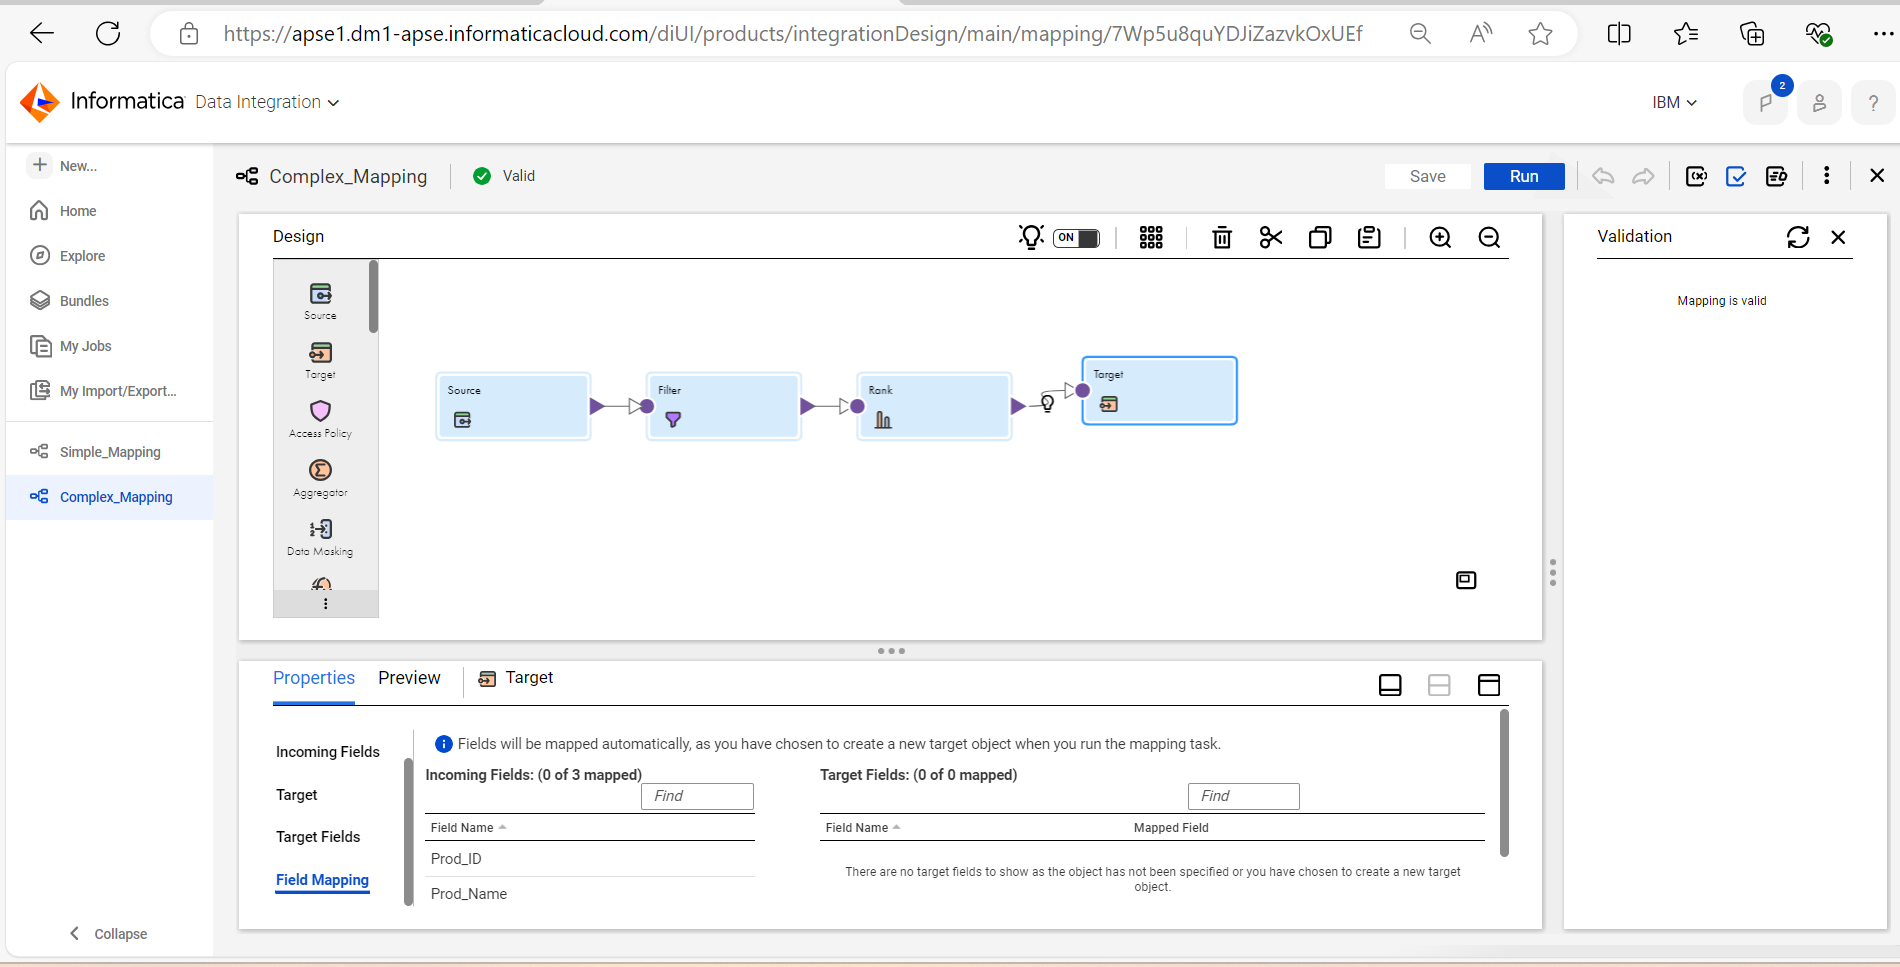 https://apse1.dm1-apse.informaticacloud.com/diUI/products/integrationDesign/main/mapping/7Wp5u8quYDJiZazvkOxUEf
Informatica Data Integration
IBM
2
?
New...
Home
Explore
Bundles
My Jobs
My Import/Export...
Simple_Mapping
Complex_Mapping
Collapse
Complex_Mapping
Valid
Save
Run
Design
ON
Source
Target
Access Policy
Aggregator
Data Masking
Source
Filter
Rank
Target
Validation
Mapping is valid
Properties
Preview
Target
Incoming Fields
Target
Target Fields
Field Mapping
Fields will be mapped automatically, as you have chosen to create a new target object when you run the mapping task.
Incoming Fields: (0 of 3 mapped)
Find
Field Name
Prod_ID
Prod_Name
Target Fields: (0 of 0 mapped)
Find
Field Name
Mapped Field
There are no target fields to show as the object has not been specified or you have chosen to create a new target
object.